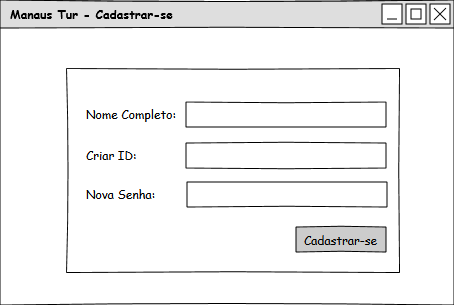 Manaus Tur - Cadastrar-se
Nome Completo:
Criar ID:
Nova Senha:
Cadastrar-se